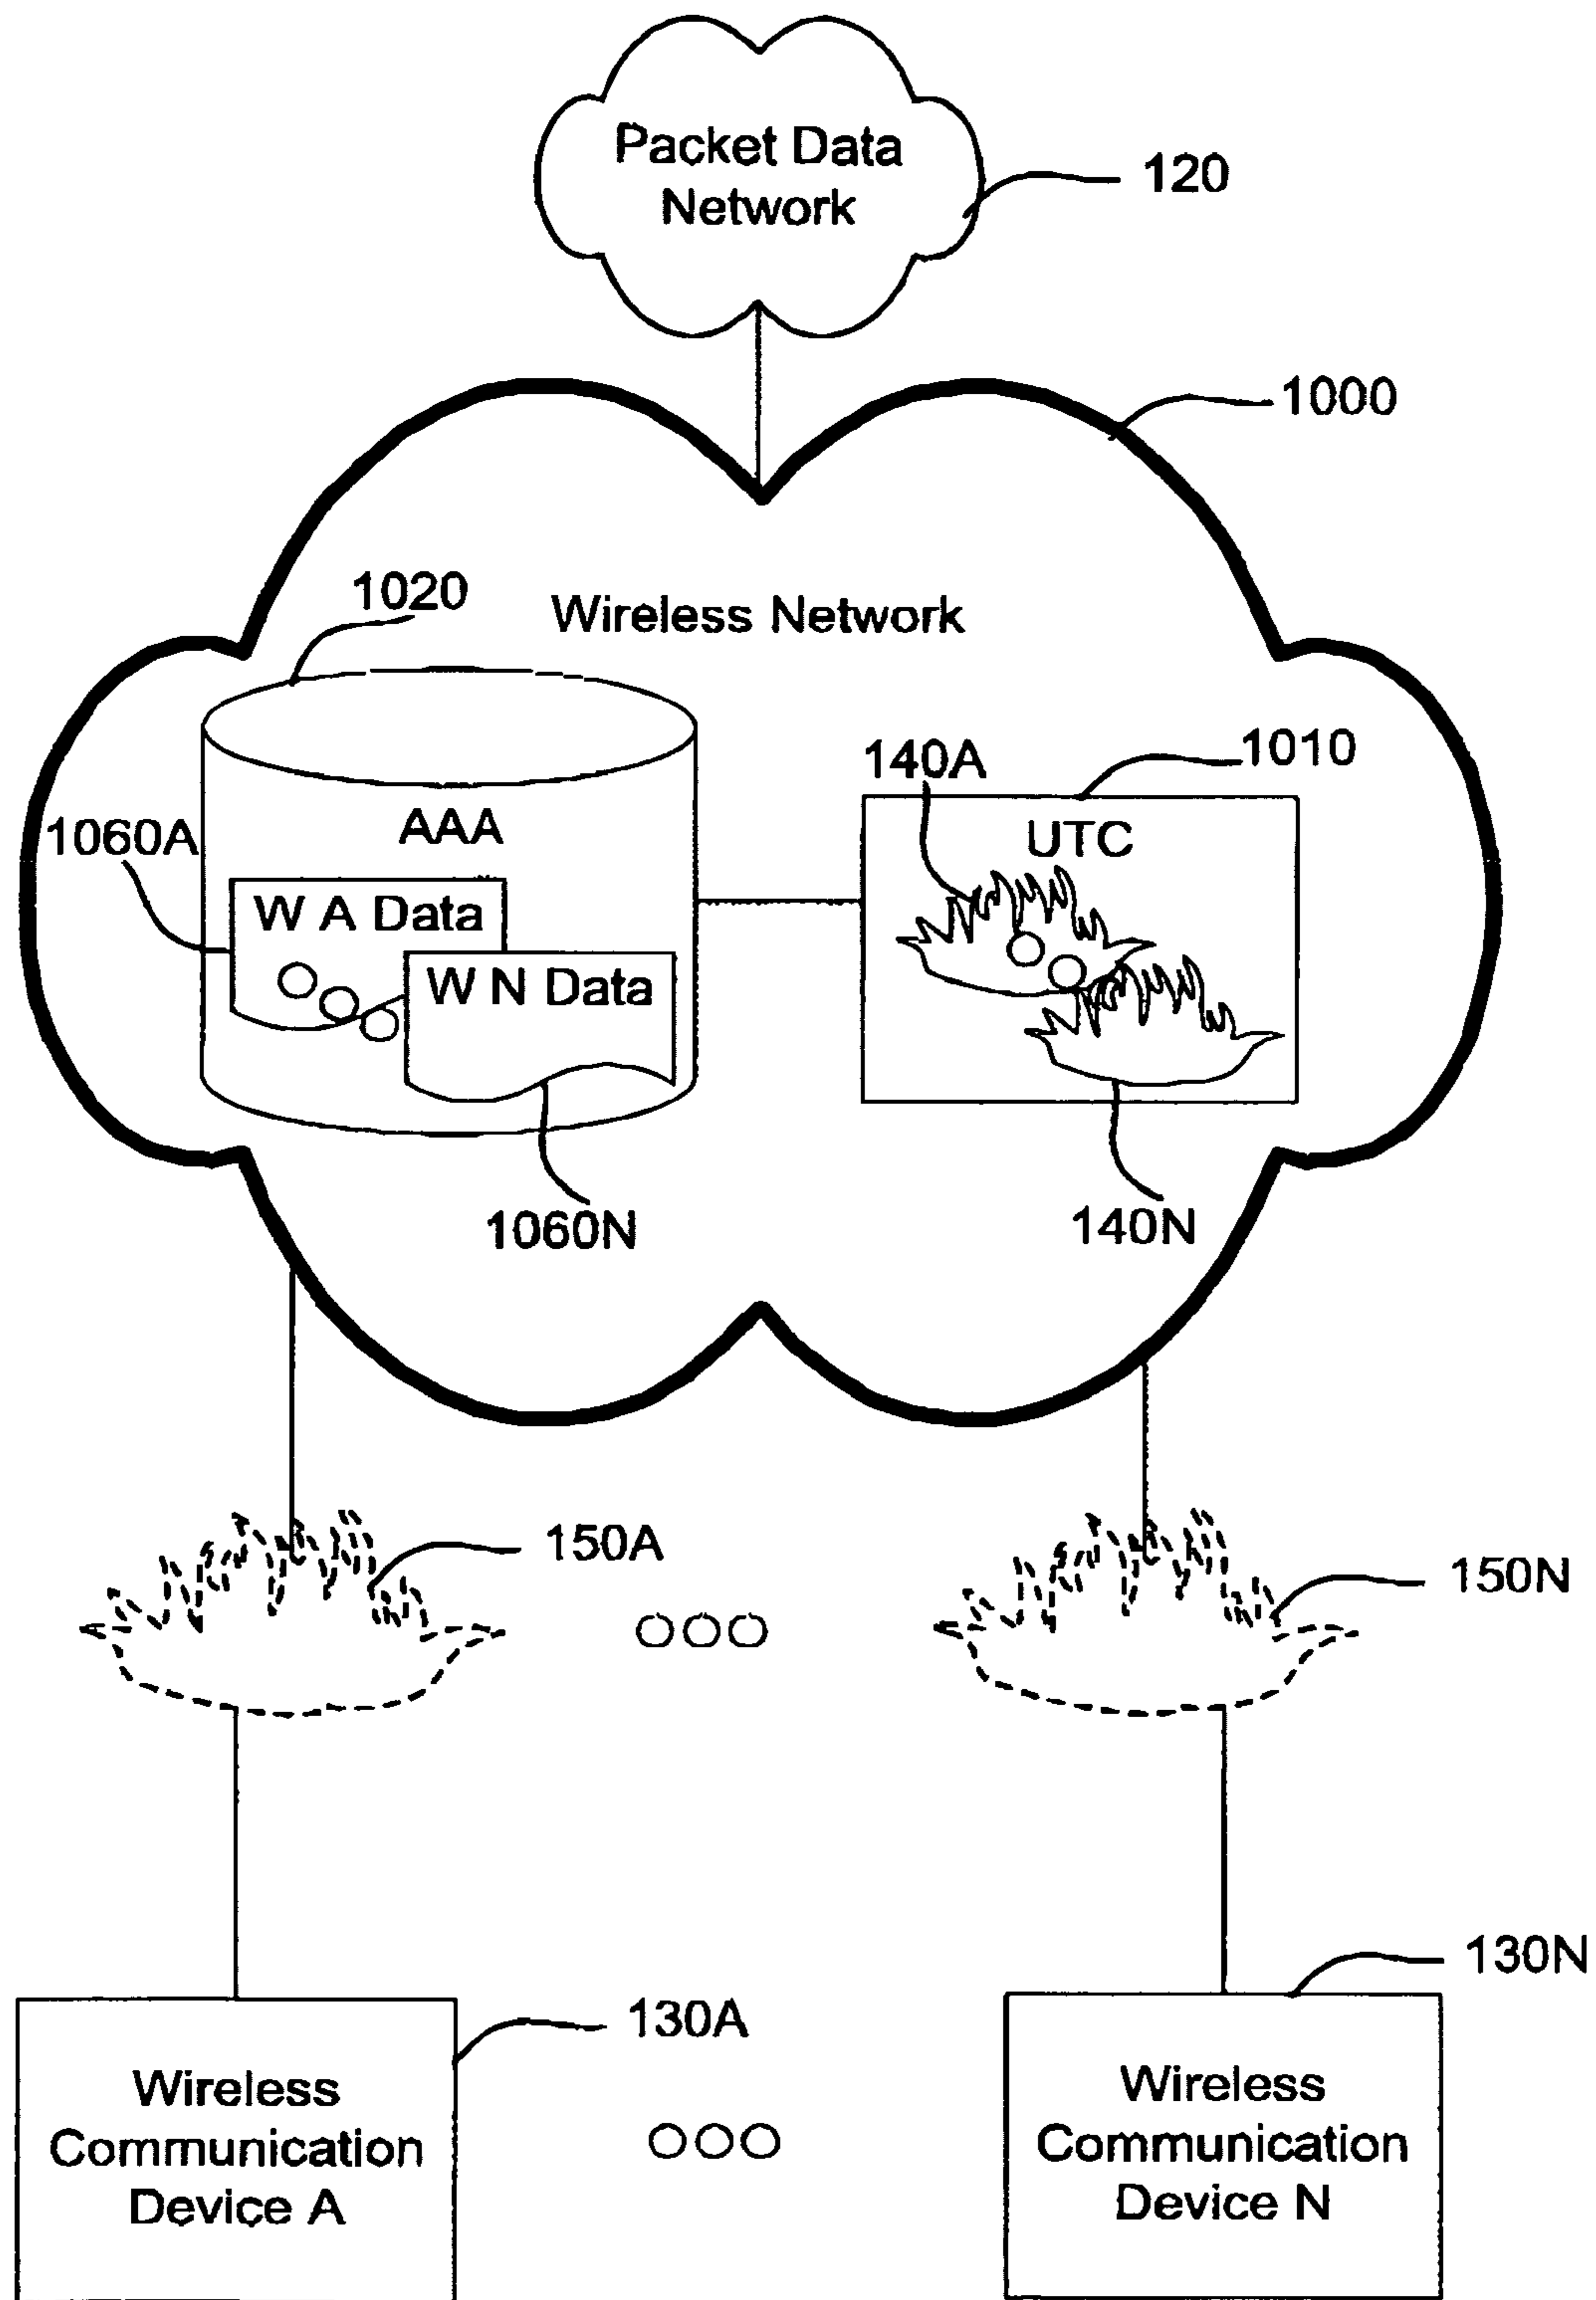 Packet Data
Network
120
1000
1020
Wireless Network
140A
1010
1060A
AAA
UTC
W A Data
W N Data
1060N
140N
150A
150N
130N
130A
Wireless
Communication
Device A
Wireless
Communication
Device N